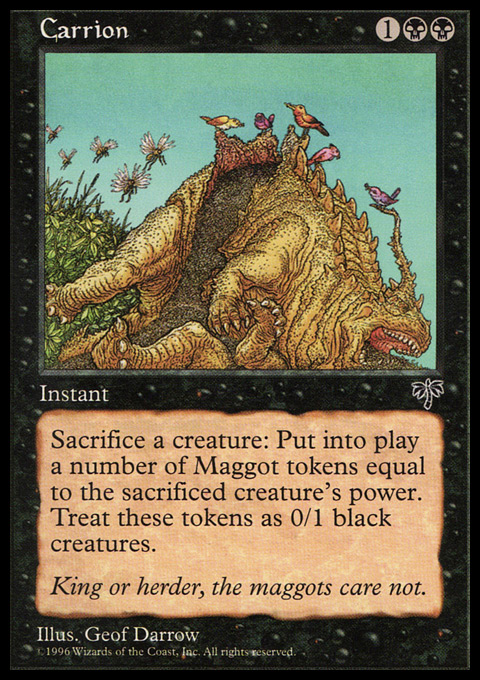 Carrion 1
Instant
Sacrifice a creature: Put into play
a number of Maggot tokens equal
to the sacrificed creature's power.
Treat these tokens as 0/1 black
creatures.
King or herder, the maggots care not.
Illus. Geof Darrow
©1996 Wizards of the Coast, Inc. All rights reserved.